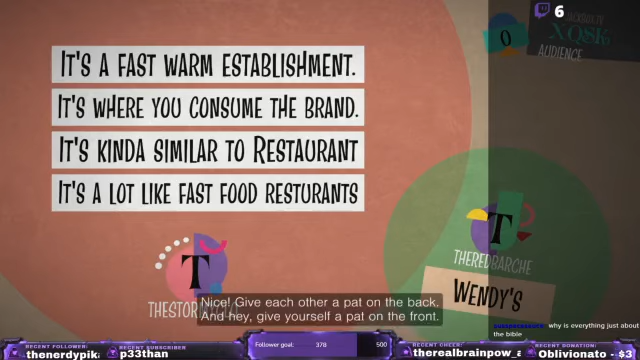 IT'S A FAST WARM ESTABLISHMENT.
IT'S WHERE YOU CONSUME THE BRAND.
IT'S KINDA SIMILAR TO RESTAURANT
IT'S A LOT LIKE FAST FOOD RESTURANTS
6
JACKBOX.TV
0
AUDIENCE
T
T
THEREDBARCHE
WENDY'S
Nice! Give each other a pat on the back.
And hey, give yourself a pat on the front.
why is everything just about
the bible
RECENT FOLLOWER:
thenerdypik
RECENT SUBSCRIBER
p33than
Follower goal: 378 500
RECENT CHEER:
therealbrainpow
RECENT DONATION:
Oblivionato - $3